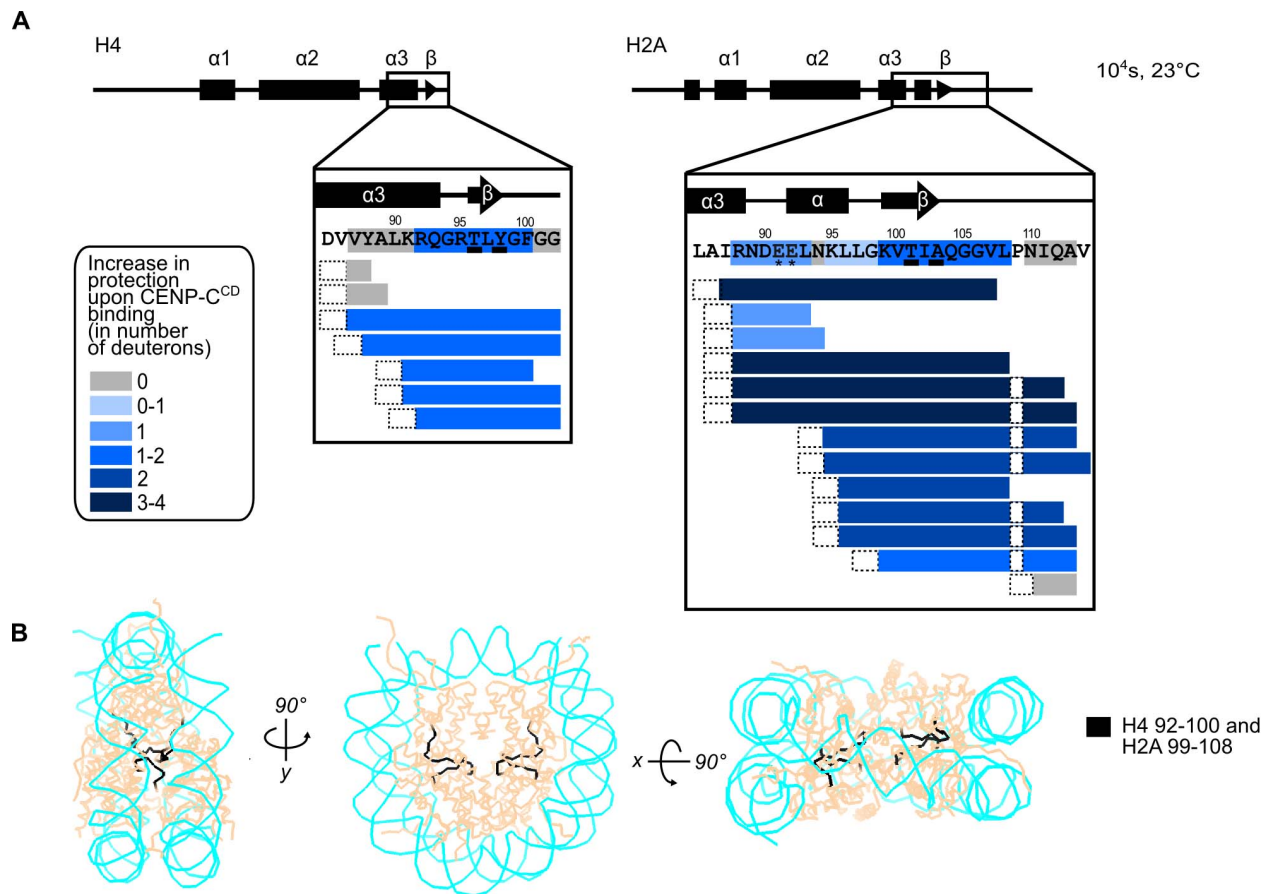 A
H4
α1
α2
α3
β
H2A
α1
α2
α3
β
10⁴s, 23°C
α3
β
90
95
100
DVVYALKRQGRTLYGFGG
α3
α
β
90
95
100
105
110
LAIRNDEELNKLLGKVTIAQGGVLPNIQAV
* *
Increase in
protection
upon CENP-Cᶜᴰ
binding
(in number
of deuterons)
0
0-1
1
1-2
2
3-4
B
90°
y
x
90°
H4 92-100 and
H2A 99-108